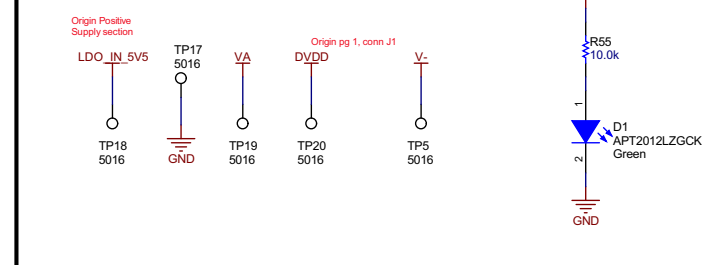 Origin Positive
Supply section
Origin pg 1, conn J1
LDO_IN_5V5
TP17
5016
VA
DVDD
V-
R55
10.0k
1
D1
APT2012LZGCK
Green
2
TP18
5016
GND
TP19
5016
TP20
5016
TP5
5016
GND